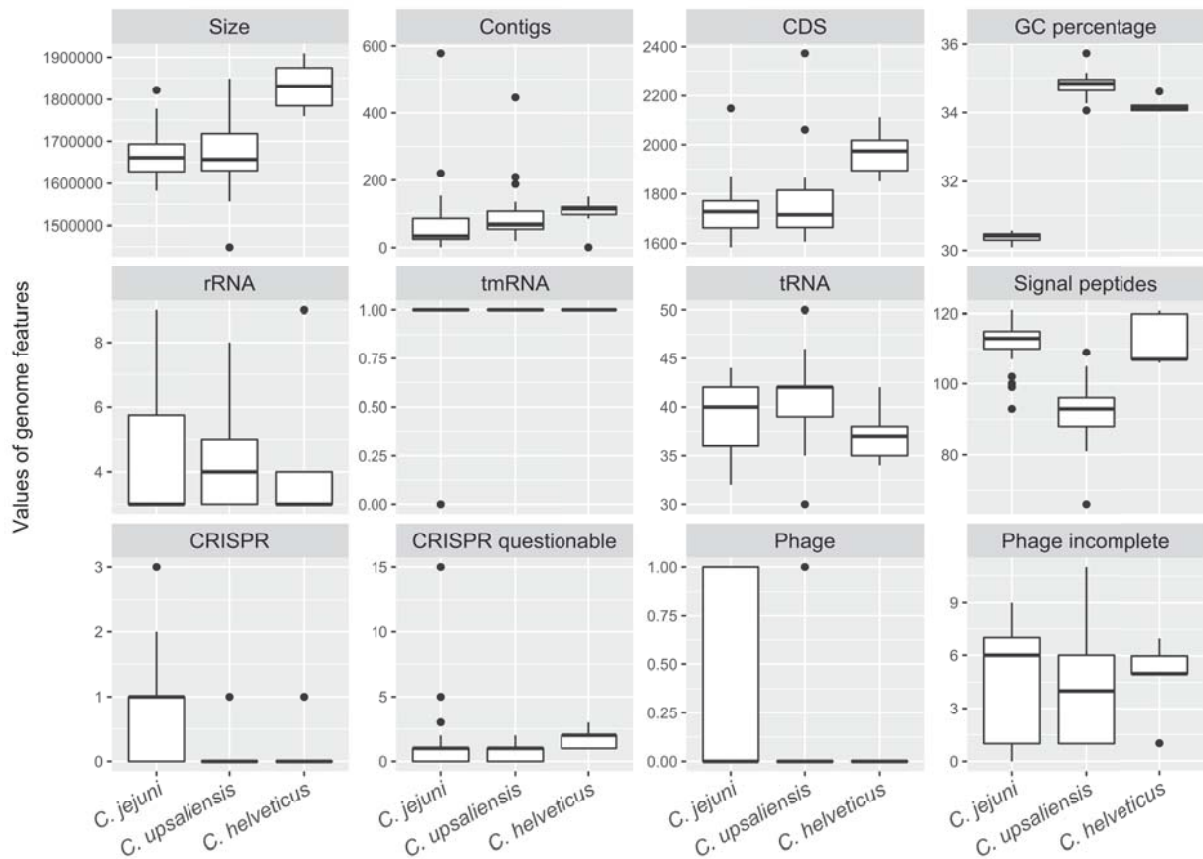 Values of genome features
Size
1900000
1800000
1700000
1600000
1500000
Contigs
600
400
200
0
CDS
2400
2200
2000
1800
1600
GC percentage
36
34
32
30
rRNA
8
6
4
tmRNA
1.00
0.75
0.50
0.25
0.00
tRNA
50
45
40
35
30
Signal peptides
120
100
80
CRISPR
3
2
1
0
CRISPR questionable
15
10
5
0
Phage
1.00
0.75
0.50
0.25
0.00
Phage incomplete
9
6
3
0
C. jejuni
C. upsaliensis
C. helveticus
C. jejuni
C. upsaliensis
C. helveticus
C. jejuni
C. upsaliensis
C. helveticus
C. jejuni
C. upsaliensis
C. helveticus